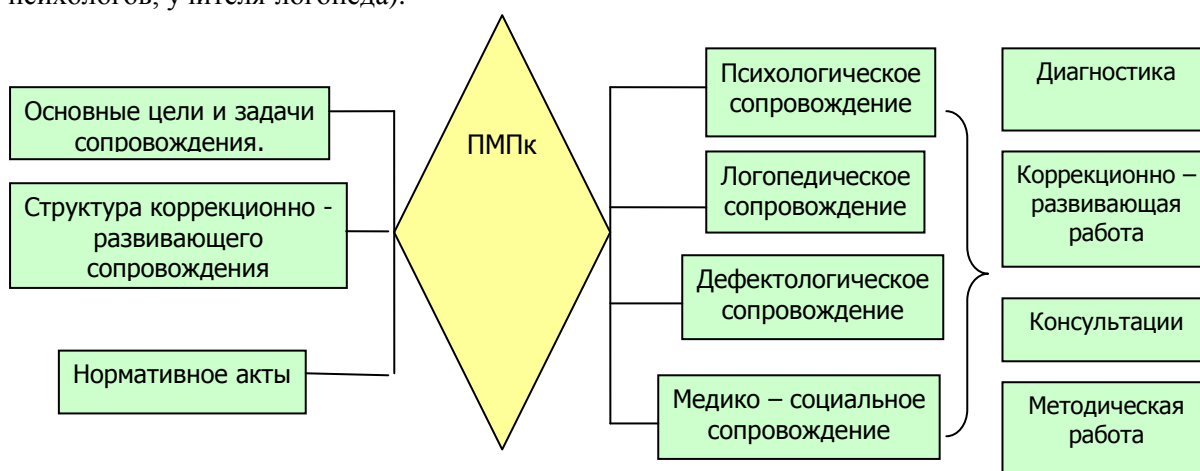 психологов, учителя логопеда).
Основные цели и задачи
сопровождения.
Структура коррекционно -
развивающего
сопровождения
Нормативное акты
ПМПк
Психологическое
сопровождение
Логопедическое
сопровождение
Дефектологическое
сопровождение
Медико – социальное
сопровождение
Диагностика
Коррекционно –
развивающая
работа
Консультации
Методическая
работа